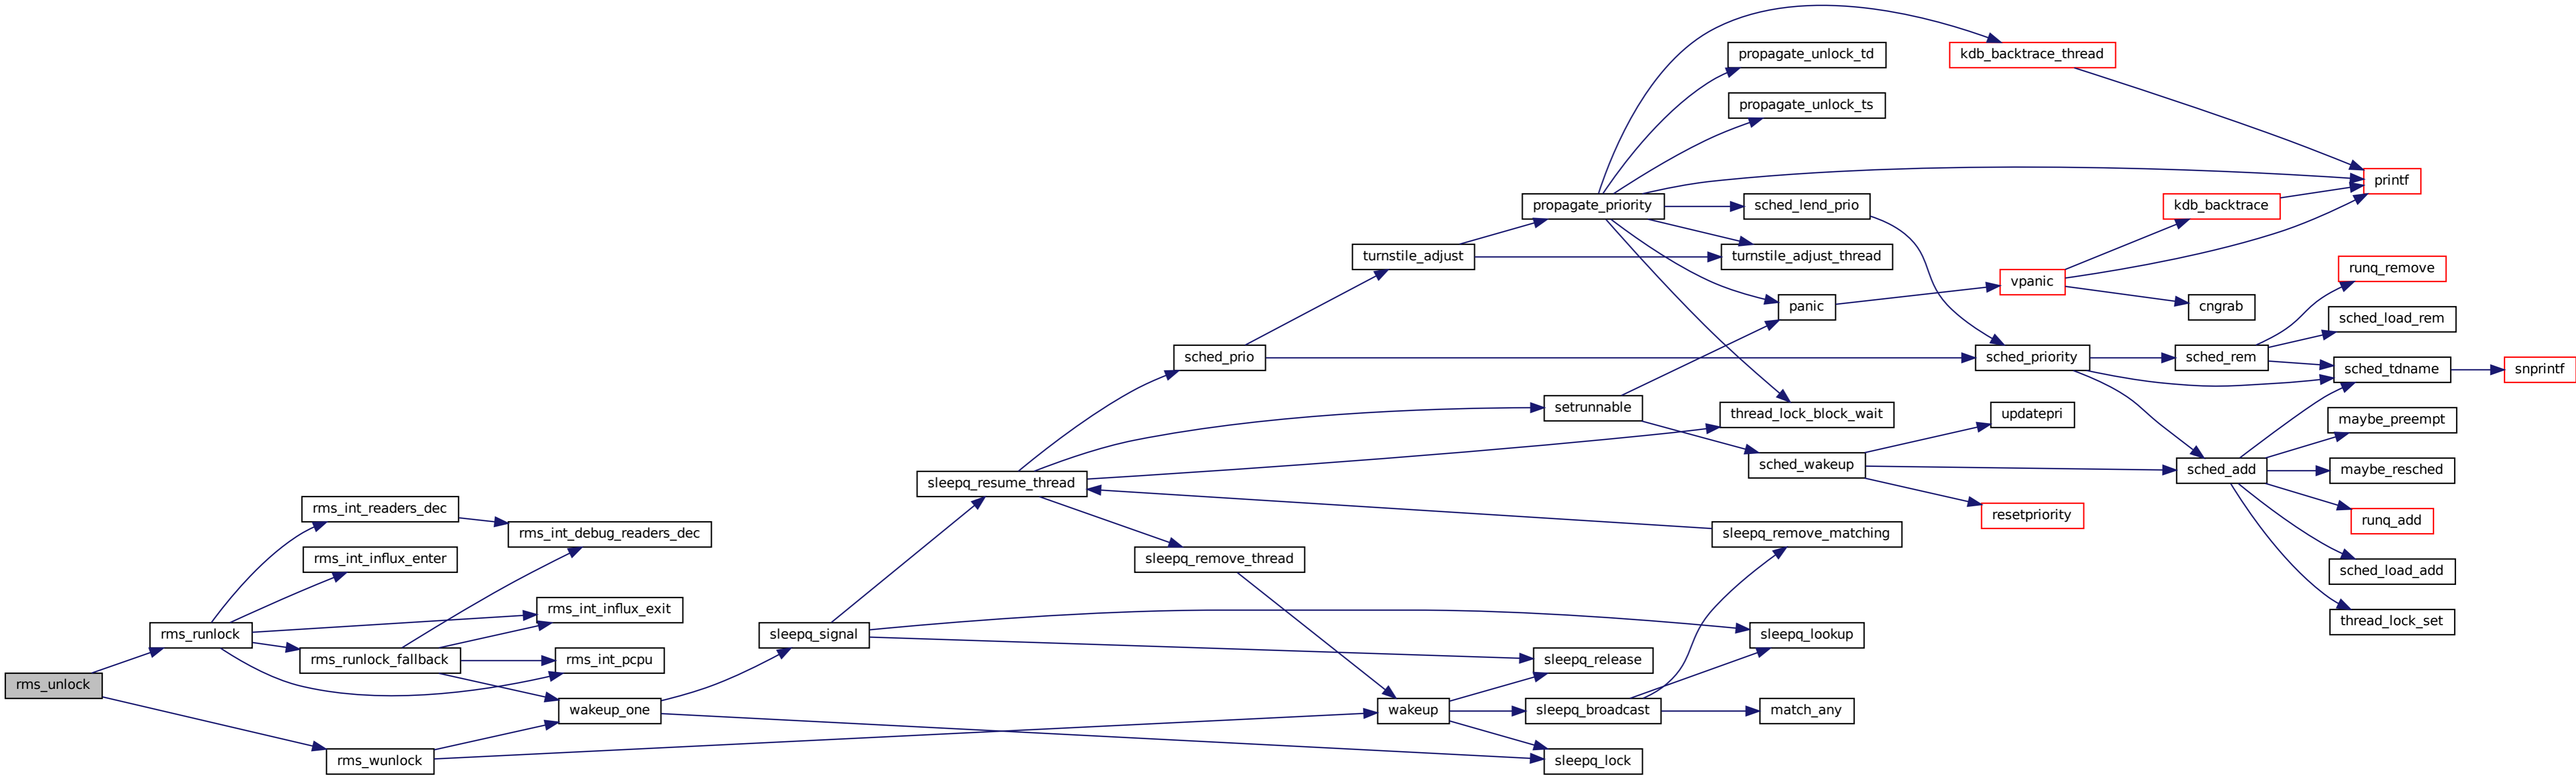 rms_unlock
rms_runlock
rms_wunlock
rms_int_readers_dec
rms_int_influx_enter
rms_runlock_fallback
rms_int_debug_readers_dec
rms_int_influx_exit
rms_int_pcpu
wakeup_one
sleepq_signal
sleepq_resume_thread
sleepq_remove_thread
sched_prio
turnstile_adjust
wakeup
propagate_priority
setrunnable
sleepq_release
sleepq_broadcast
sleepq_lock
propagate_unlock_td
propagate_unlock_ts
sched_lend_prio
turnstile_adjust_thread
panic
thread_lock_block_wait
sched_wakeup
sleepq_remove_matching
sleepq_lookup
match_any
kdb_backtrace_thread
vpanic
sched_priority
updatepri
resetpriority
kdb_backtrace
cngrab
sched_rem
sched_add
printf
runq_remove
sched_load_rem
sched_tdname
maybe_preempt
maybe_resched
runq_add
sched_load_add
thread_lock_set
snprintf